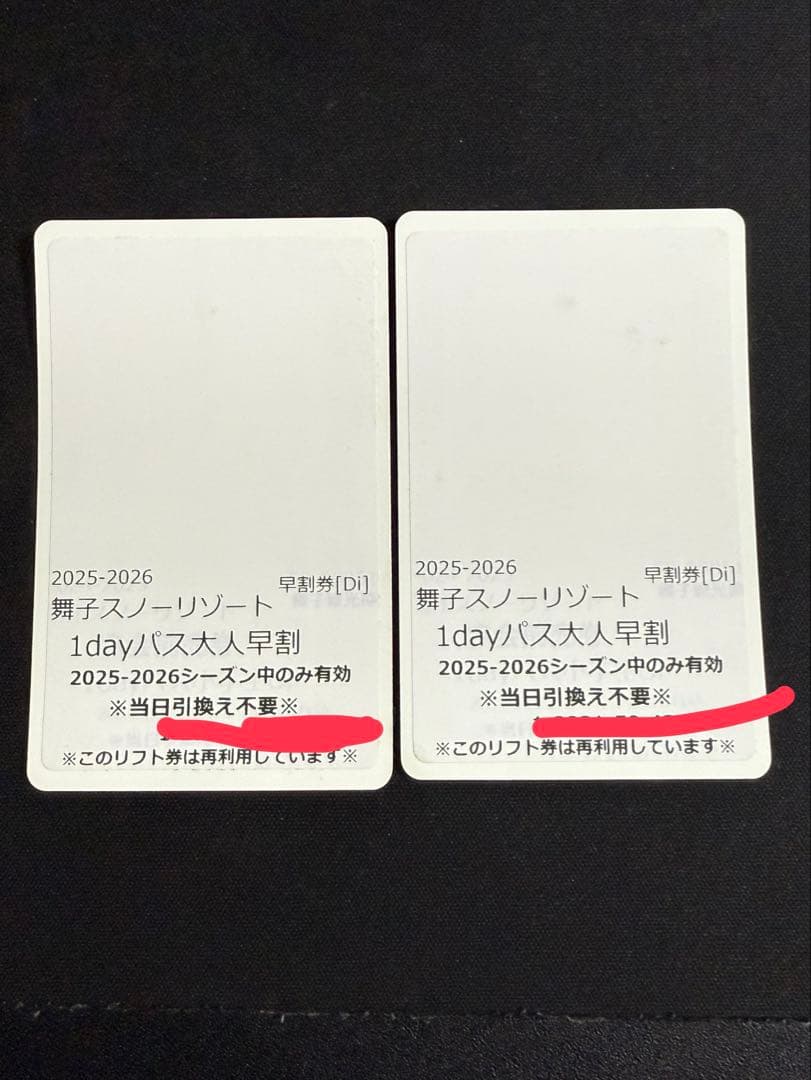 2025-2026
早割券[Di]
舞子スノーリゾート
1dayパス大人早割
2025-2026シーズン中のみ有効
※当日引換え不要※
※このリフト券は再利用しています※
2025-2026
早割券[Di]
舞子スノーリゾート
1dayパス大人早割
2025-2026シーズン中のみ有効
※当日引換え不要※
※このリフト券は再利用しています※